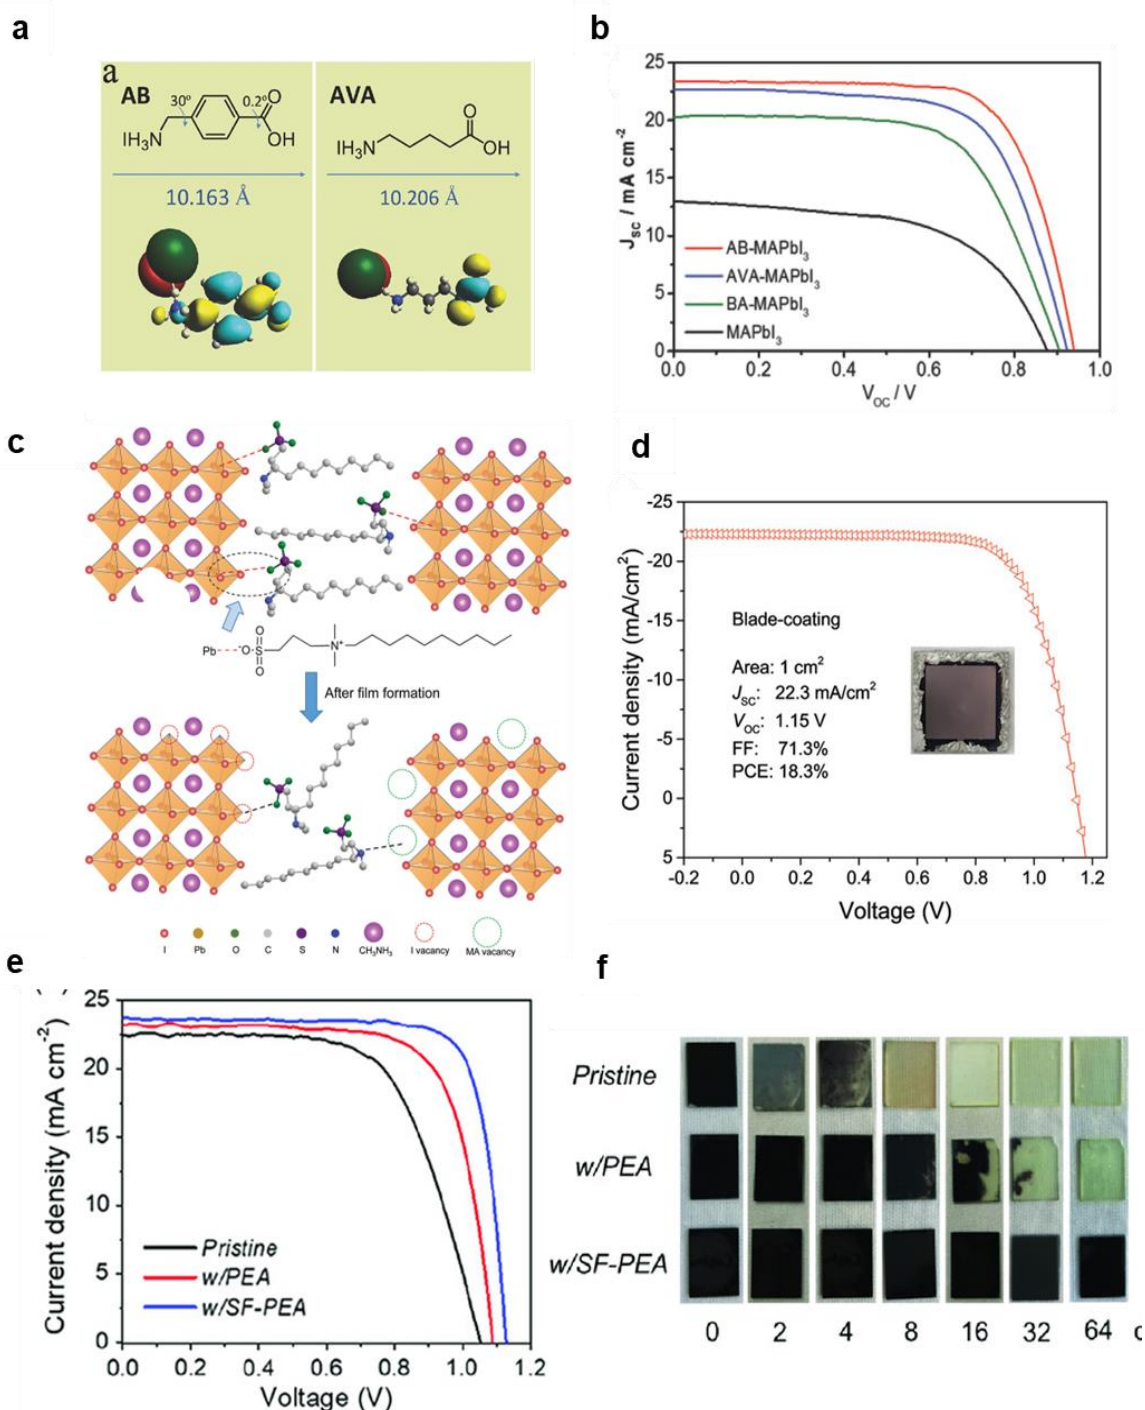 a
b
a
AB
AVA
30°
0.2°
O
OH
IH3N
O
OH
IH3N
10.163 Å
10.206 Å
25
20
15
10
5
0
Jsc / mA cm-2
AB-MAPbI3
AVA-MAPbI3
BA-MAPbI3
MAPbI3
0.0 0.2 0.4 0.6 0.8 1.0
VOC / V
c
d
Pb -O S O O N+
After film formation
I Pb O C S N CH3NH3 I vacancy MA vacancy
-25
-20
-15
-10
-5
0
5
Current density (mA/cm2)
Blade-coating
Area: 1 cm2
JSC: 22.3 mA/cm2
VOC: 1.15 V
FF: 71.3%
PCE: 18.3%
-0.2 0.0 0.2 0.4 0.6 0.8 1.0 1.2
Voltage (V)
e
f
25
20
15
10
5
0
Current density (mA cm-2)
Pristine
w/PEA
w/SF-PEA
0.0 0.2 0.4 0.6 0.8 1.0 1.2
Voltage (V)
Pristine
w/PEA
w/SF-PEA
0 2 4 8 16 32 64